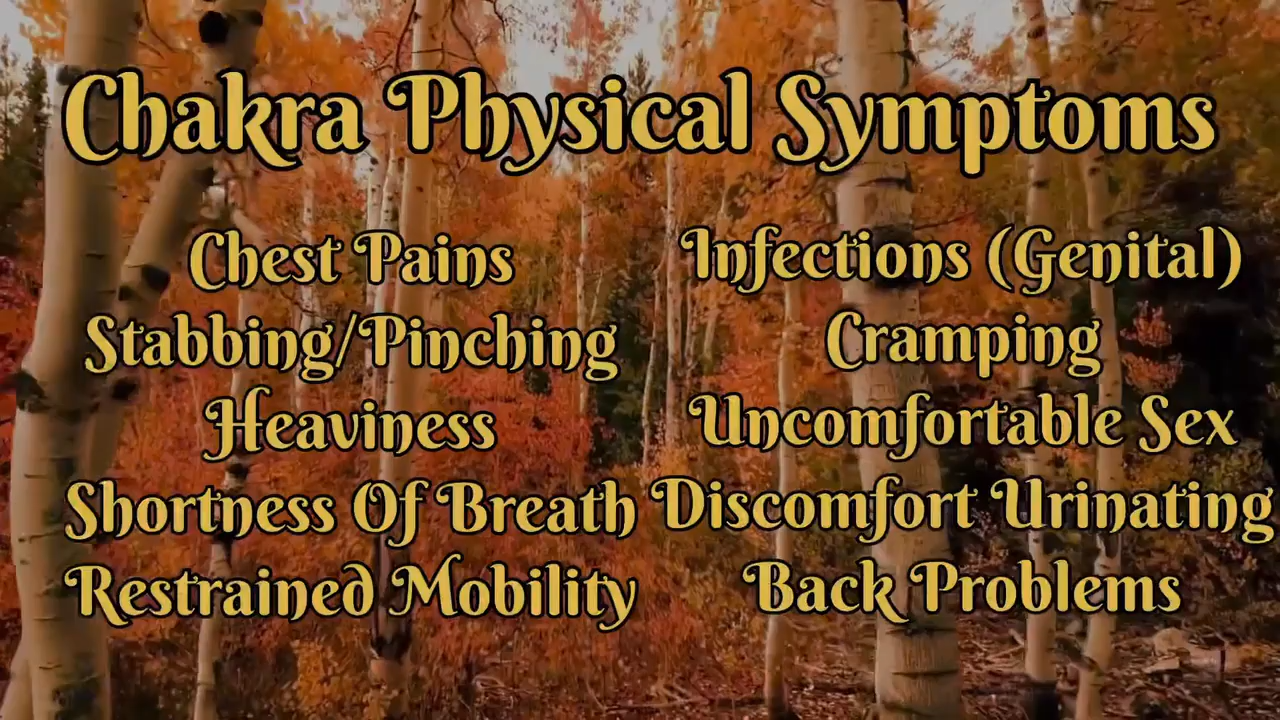 Chakra Physical Symptoms
Chest Pains
Stabbing/Pinching
Heaviness
Shortness Of Breath
Restrained Mobility
Infections (Genital)
Cramping
Uncomfortable Sex
Discomfort Urinating
Back Problems